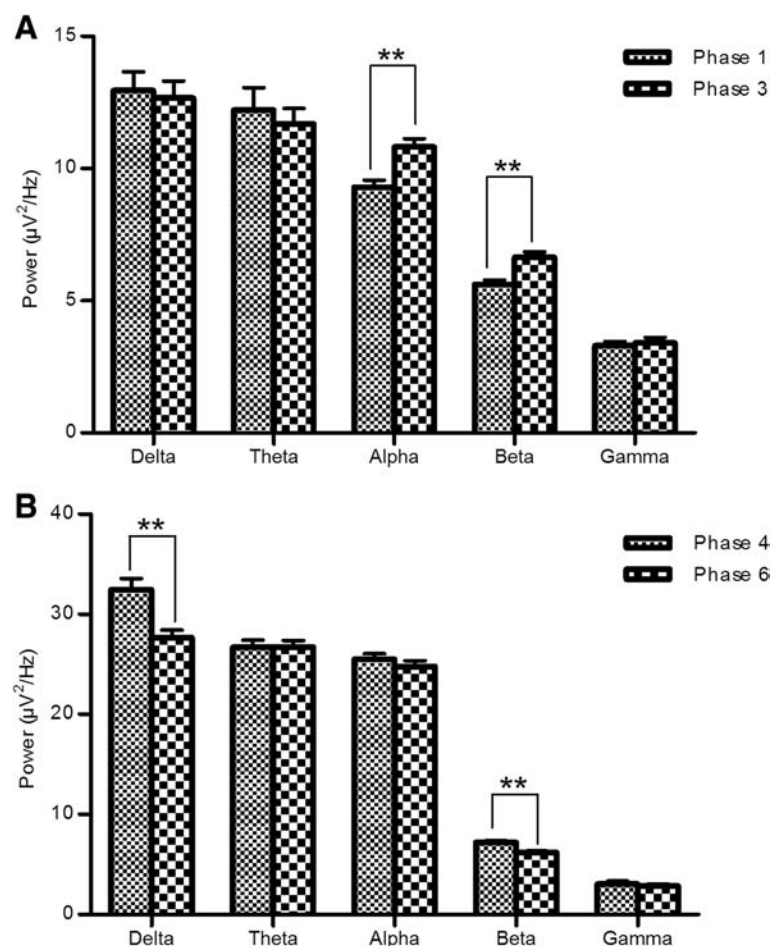 A
15
10
5
0
Power (µV²/Hz)
**
**
Phase 1
Phase 3
Delta Theta Alpha Beta Gamma
B
40
30
20
10
0
Power (µV²/Hz)
**
**
Phase 4
Phase 6
Delta Theta Alpha Beta Gamma